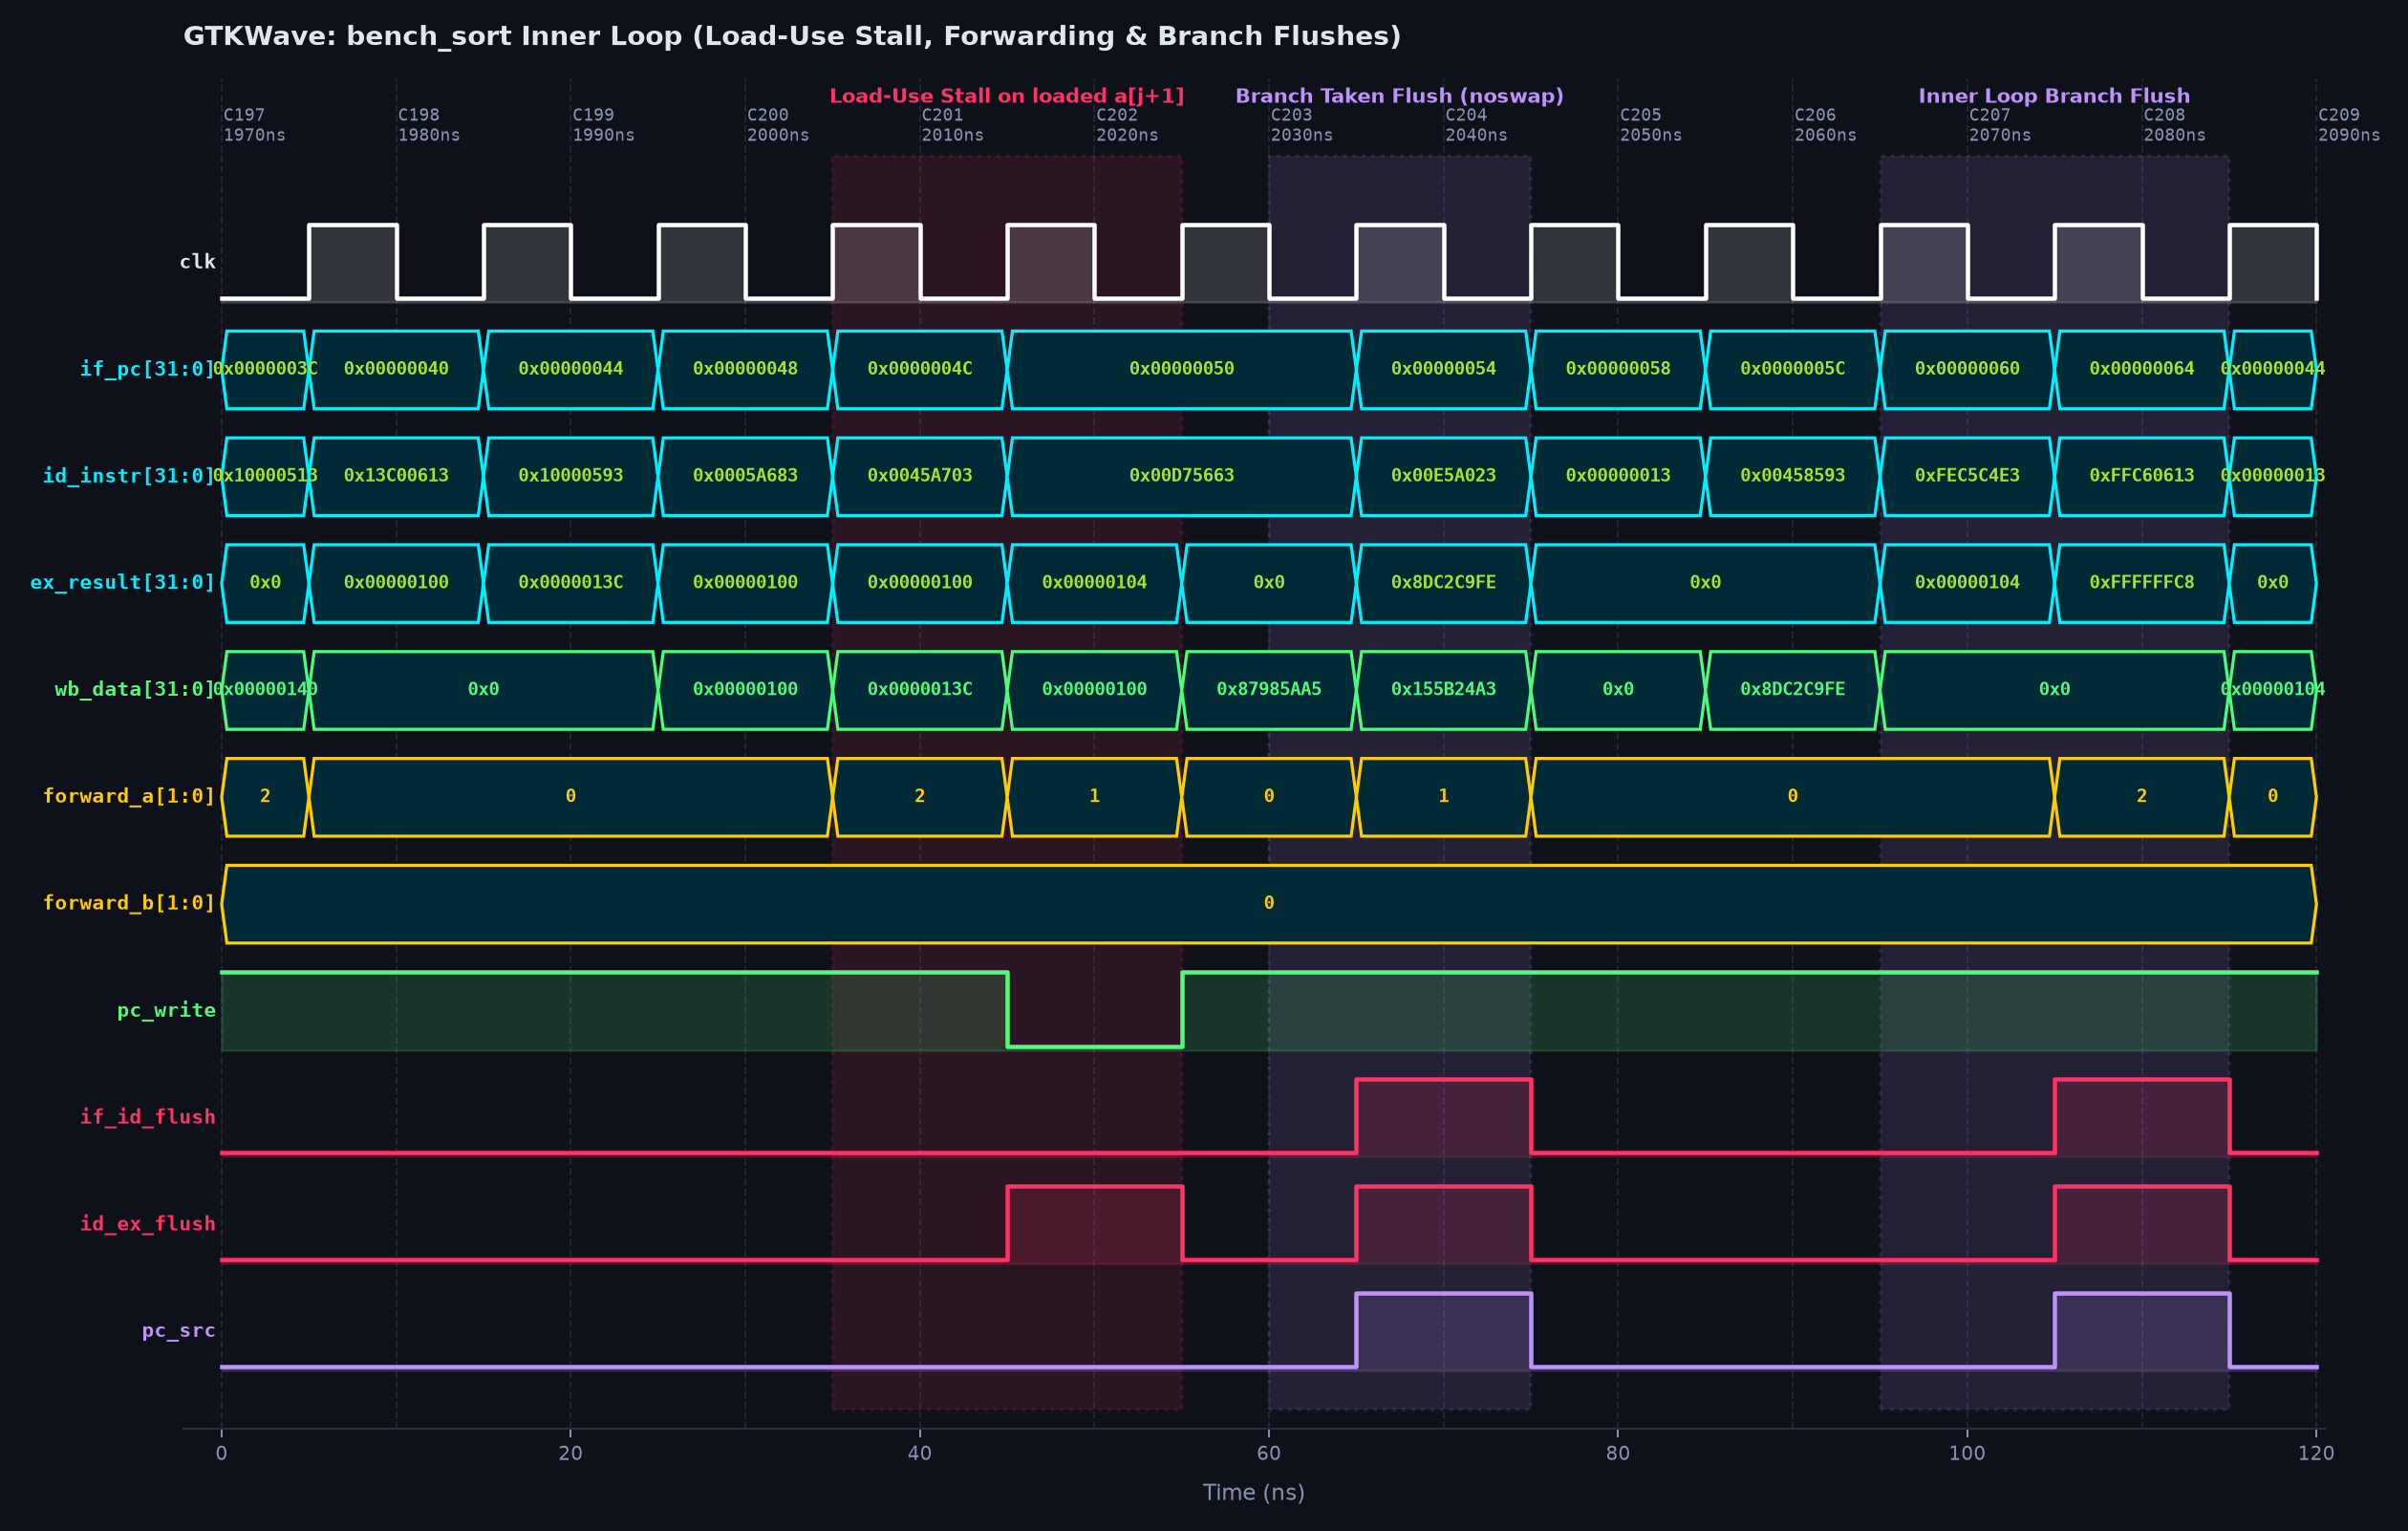 GTKWave: bench_sort Inner Loop (Load-Use Stall, Forwarding & Branch Flushes)
Load-Use Stall on loaded a[j+1] Branch Taken Flush (noswap) Inner Loop Branch Flush
C197 C198 C199 C200 C201 C202 C203 C204 C205 C206 C207 C208 C209
1970ns 1980ns 1990ns 2000ns 2010ns 2020ns 2030ns 2040ns 2050ns 2060ns 2070ns 2080ns 2090ns
clk
if_pc[31:0] 0x0000003C 0x00000040 0x00000044 0x00000048 0x0000004C 0x00000050 0x00000054 0x00000058 0x0000005C 0x00000060 0x00000064 0x00000044
id_instr[31:0] 0x10000513 0x13C00613 0x10000593 0x0005A683 0x0045A703 0x00D75663 0x00E5A023 0x00000013 0x00458593 0xFEC5C4E3 0xFFC60613 0x00000013
ex_result[31:0] 0x0 0x00000100 0x0000013C 0x00000100 0x00000100 0x00000104 0x0 0x8DC2C9FE 0x0 0x00000104 0xFFFFFFC8 0x0
wb_data[31:0] 0x00000140 0x0 0x00000100 0x0000013C 0x00000100 0x87985AA5 0x155B24A3 0x0 0x8DC2C9FE 0x0 0x00000104
forward_a[1:0] 2 0 2 1 0 1 0 2 0
forward_b[1:0] 0
pc_write
if_id_flush
id_ex_flush
pc_src
0 20 40 60 80 100 120
Time (ns)